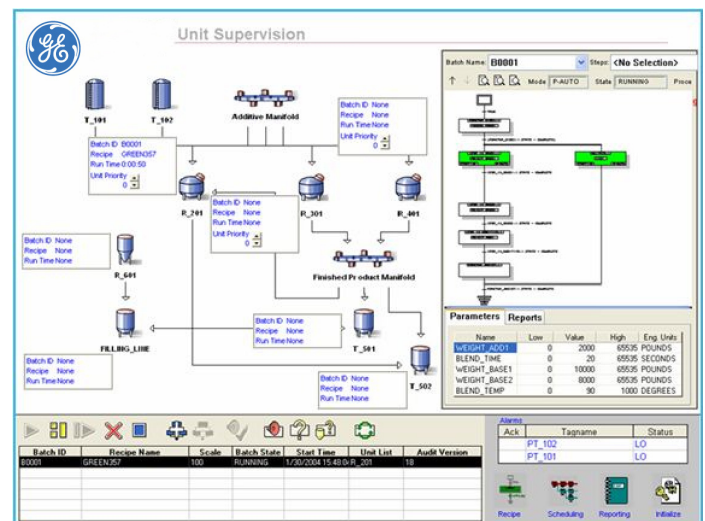 GE
Unit Supervision
T_101
T_102
Additive Manifold
Batch ID None
Recipe None
Run Time None
Unit Priority
0
Batch ID B0001
Recipe GREEN357
Run Time 0:00:50
Unit Priority
0
R_201
Batch ID None
Recipe None
Run Time None
Unit Priority
0
R_301
R_401
Batch ID None
Recipe None
Run Time None
R_601
Finished Product Manifold
FILLING_LINE
Batch ID None
Recipe None
Run Time None
T_501
Batch ID None
Recipe None
Run Time None
Batch ID None
Recipe None
Run Time None
T_502
Batch Name: B0001 Step: <No Selection>
Mode P-AUTO State RUNNING Proce
Parameters Reports
Name Low Value High Eng. Units
WEIGHT_ADD1 0 2000 65535 POUNDS
BLEND_TIME 0 20 65535 SECONDS
WEIGHT_BASE1 0 10000 65535 POUNDS
WEIGHT_BASE2 0 8000 65535 POUNDS
BLEND_TEMP 0 90 1000 DEGREES
Batch ID Recipe Name Scale Batch State Start Time Unit List Audit Version
B0001 GREEN357 100 RUNNING 1/30/2004 15:48:0 R_201 18
Alarms
Ack Tagname Status
PT_102 LO
PT_101 LO
Recipe Scheduling Reporting Initialize